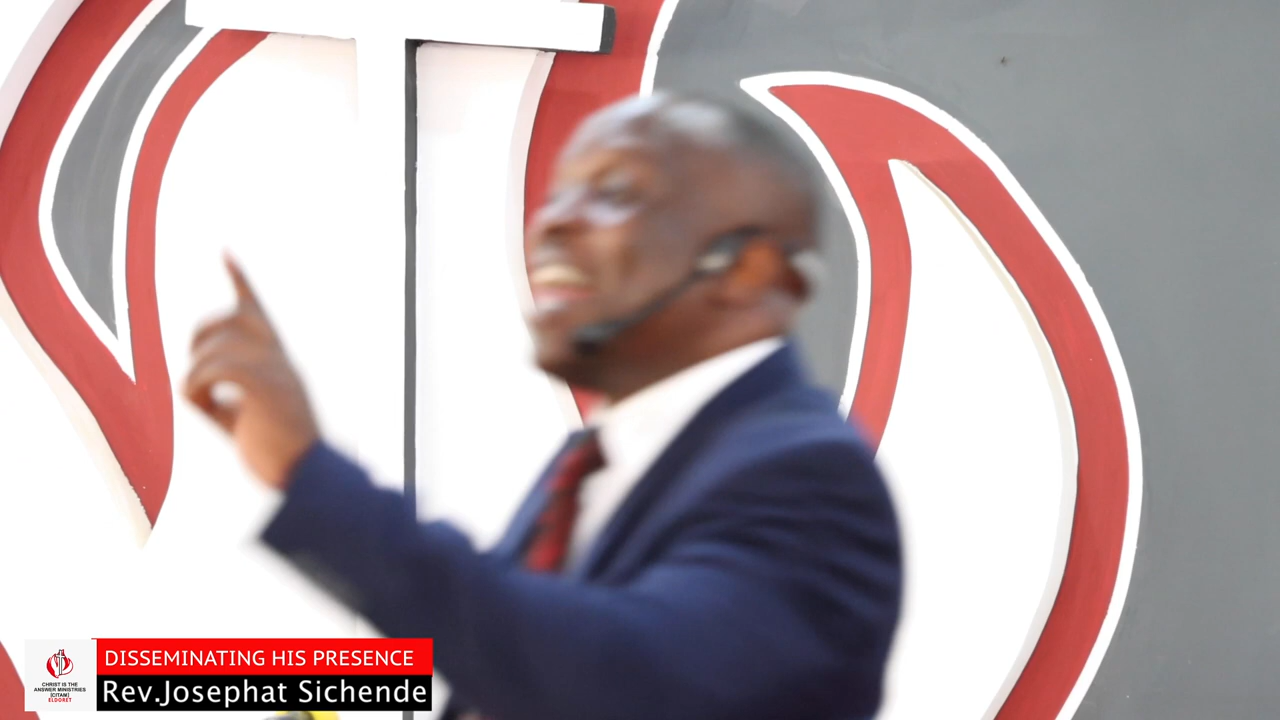 DISSEMINATING HIS PRESENCE
Rev.Josephat Sichende
CHRIST IS THE
ANSWER MINISTRIES
[CITAM]
ELDORET